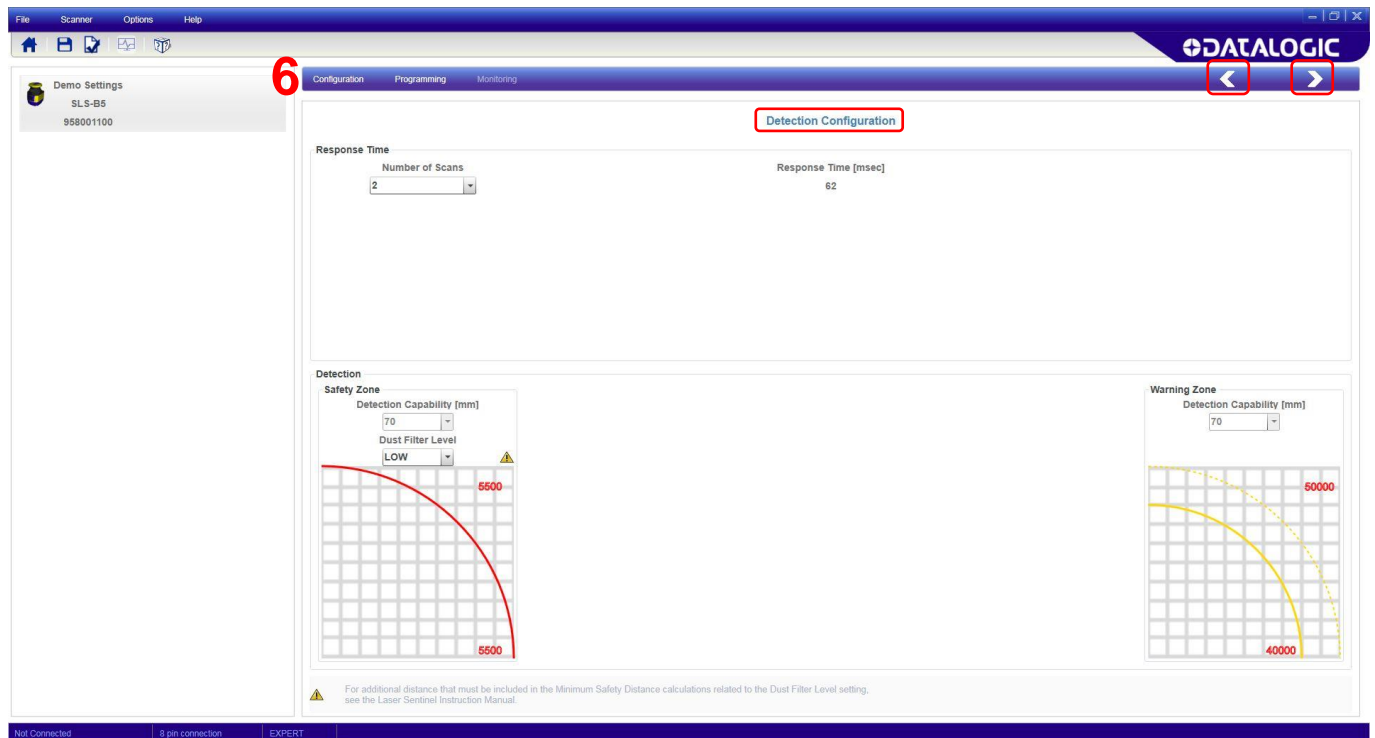 File Scanner Options Help
DATALOGIC
Demo Settings
SL S-B5
958001100
6
Configuration Programming Monitoring
Detection Configuration
Response Time
Number of Scans
2
Response Time [msec]
62
Detection
Safety Zone
Detection Capability [mm]
70
Dust Filter Level
LOW
5500
5500
Warning Zone
Detection Capability [mm]
70
50000
40000
For additional distance that must be included in the Minimum Safety Distance calculations related to the Dust Filter Level setting,
see the Laser Sentinel Instruction Manual.
Not Connected 8 pin connection EXPERT